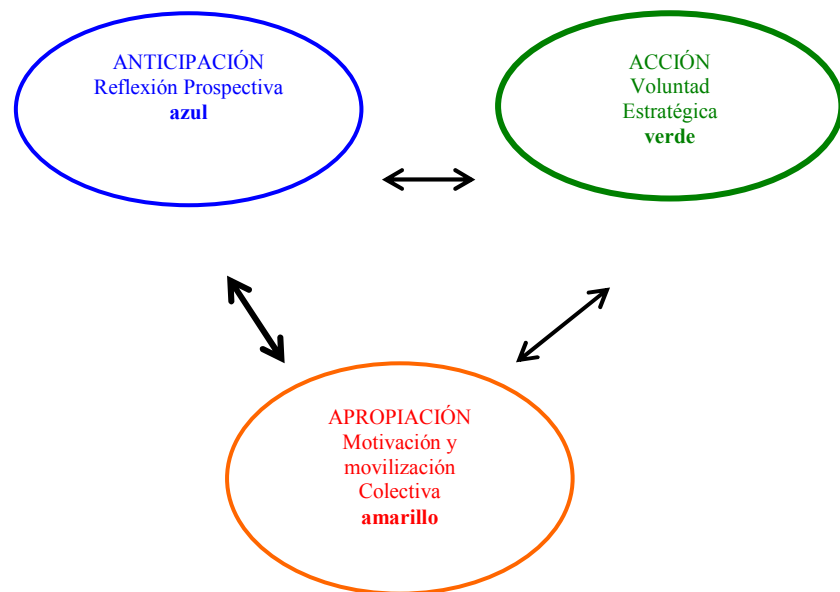 ANTICIPACIÓN
Reflexión Prospectiva
azul
ACCIÓN
Voluntad
Estratégica
verde
APROPIACIÓN
Motivación y
movilización
Colectiva
amarillo